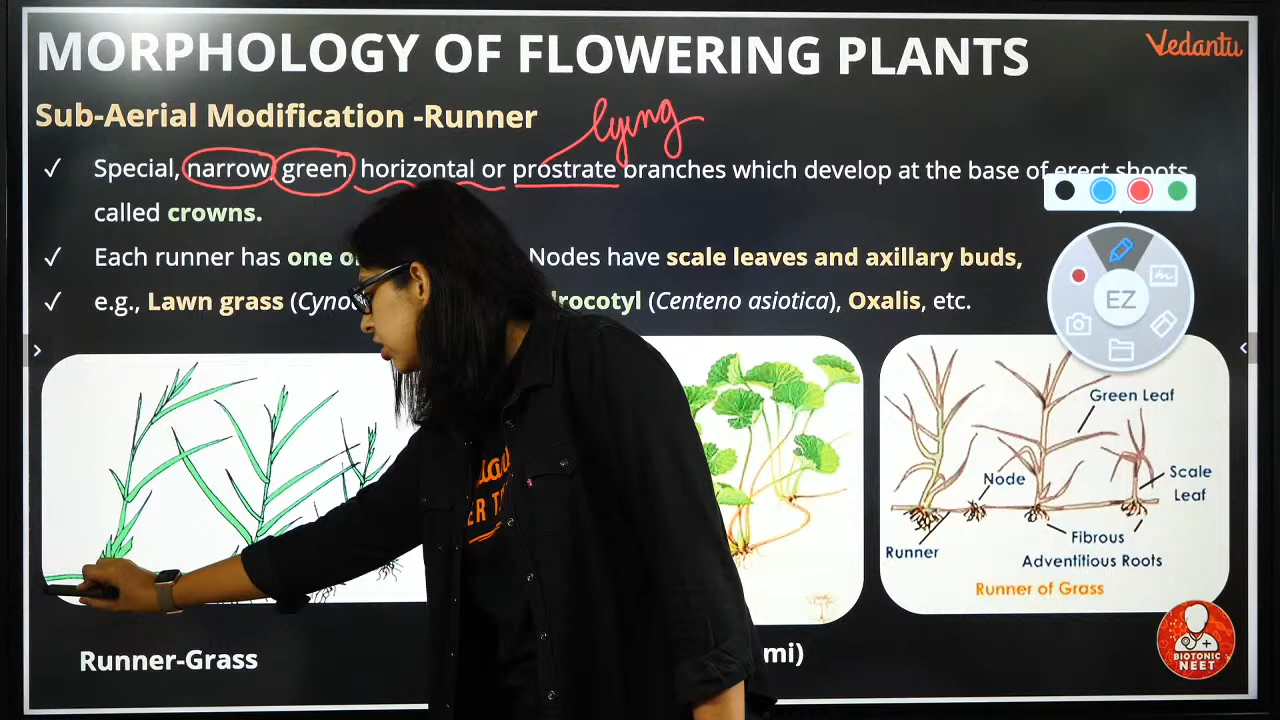 MORPHOLOGY OF FLOWERING PLANTS
Vedantu
Sub-Aerial Modification -Runner
lying
✓ Special, narrow, green, horizontal or prostrate branches which develop at the base of erect shoots
called crowns.
✓ Each runner has one Nodes have scale leaves and axillary buds,
✓ e.g., Lawn grass ( (Centeno asiotica), Oxalis, etc.
EZ
Green Leaf
Node
Scale
Leaf
Runner
Fibrous
Adventitious Roots
Runner of Grass
Runner-Grass
mi)
BIOTONIC
NEET